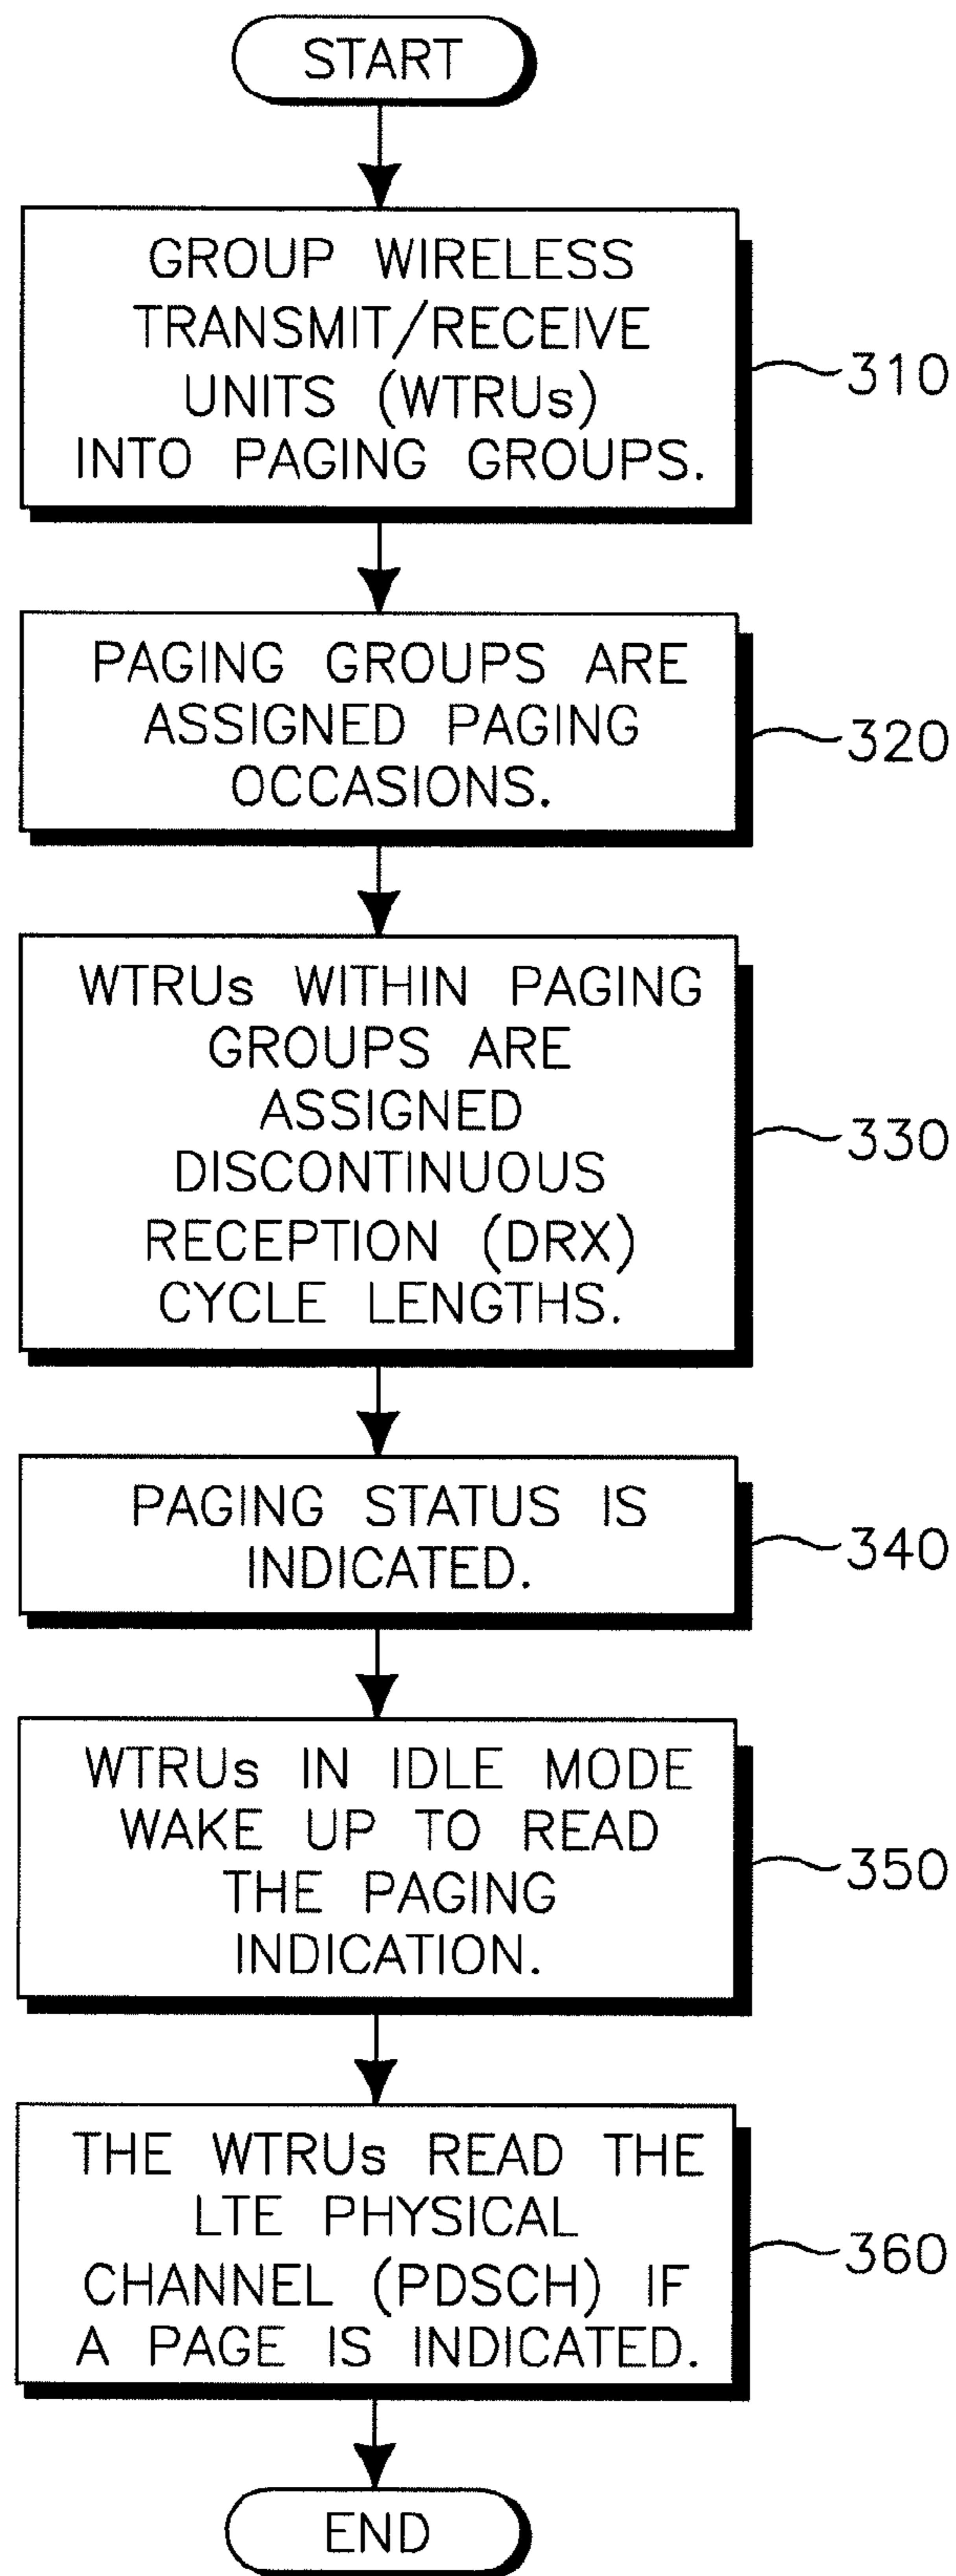 START
GROUP WIRELESS
TRANSMIT/RECEIVE
UNITS (WTRUs)
INTO PAGING GROUPS.
310
PAGING GROUPS ARE
ASSIGNED PAGING
OCCASIONS.
320
WTRUs WITHIN PAGING
GROUPS ARE
ASSIGNED
DISCONTINUOUS
RECEPTION (DRX)
CYCLE LENGTHS.
330
PAGING STATUS IS
INDICATED.
340
WTRUs IN IDLE MODE
WAKE UP TO READ
THE PAGING
INDICATION.
350
THE WTRUs READ THE
LTE PHYSICAL
CHANNEL (PDSCH) IF
A PAGE IS INDICATED.
360
END